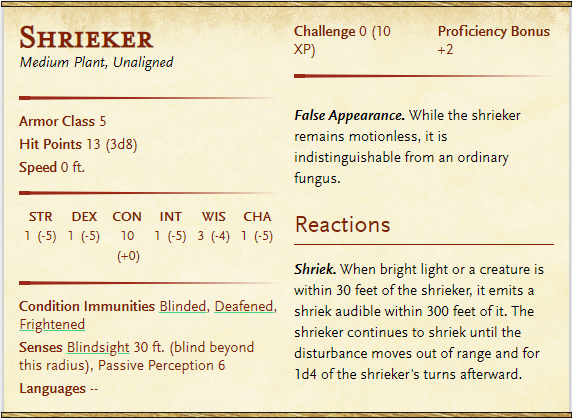 SHRIEKER
Medium Plant, Unaligned
Armor Class 5
Hit Points 13 (3d8)
Speed 0 ft.
STR DEX CON INT WIS CHA
1 (-5) 1 (-5) 10 1 (-5) 3 (-4) 1 (-5)
(+0)
Condition Immunities Blinded, Deafened,
Frightened
Senses Blindsight 30 ft. (blind beyond
this radius), Passive Perception 6
Languages --
Challenge 0 (10
XP)
Proficiency Bonus
+2
False Appearance. While the shrieker
remains motionless, it is
indistinguishable from an ordinary
fungus.
Reactions
Shriek. When bright light or a creature is
within 30 feet of the shrieker, it emits a
shriek audible within 300 feet of it. The
shrieker continues to shriek until the
disturbance moves out of range and for
1d4 of the shrieker's turns afterward.